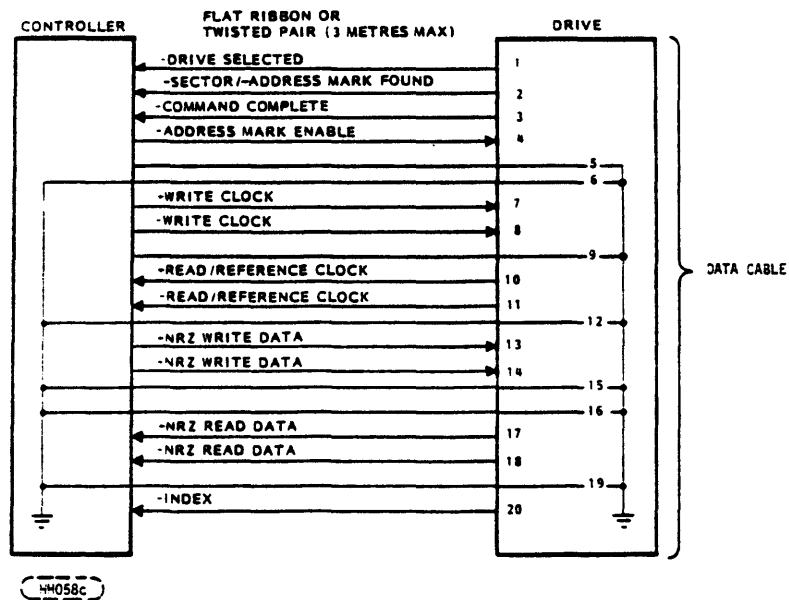 FLAT RIBBON OR
TWISTED PAIR (3 METRES MAX)
CONTROLLER
DRIVE
-DRIVE SELECTED
1
-SECTOR/-ADDRESS MARK FOUND
2
-COMMAND COMPLETE
3
-ADDRESS MARK ENABLE
4
5
6
-WRITE CLOCK
7
-WRITE CLOCK
8
9
-READ/REFERENCE CLOCK
10
-READ/REFERENCE CLOCK
11
12
-NRZ WRITE DATA
13
-NRZ WRITE DATA
14
15
16
-NRZ READ DATA
17
-NRZ READ DATA
18
19
-INDEX
20
DATA CABLE
HH058c